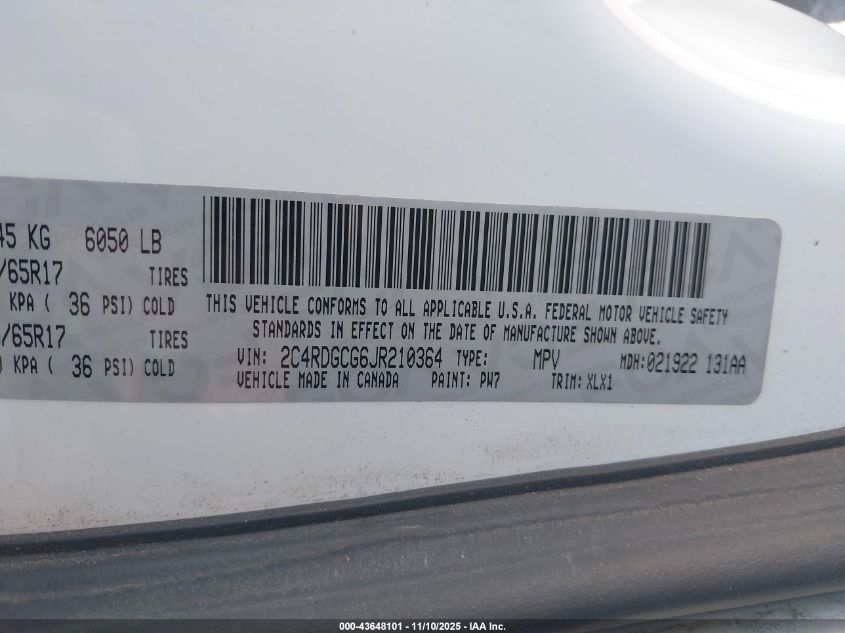 45 KG 6050 LB
/65R17 TIRES
KPA ( 36 PSI) COLD
/65R17 TIRES
) KPA ( 36 PSI) COLD
THIS VEHICLE CONFORMS TO ALL APPLICABLE U.S.A. FEDERAL MOTOR VEHICLE SAFETY
STANDARDS IN EFFECT ON THE DATE OF MANUFACTURE SHOWN ABOVE.
VIN: 2C4RDGCG6JR210364 TYPE: MPV MDH:021922 131AA
VEHICLE MADE IN CANADA PAINT: PW7 TRIM: XLX1
000-43648101 - 11/10/2025 - IAA Inc.